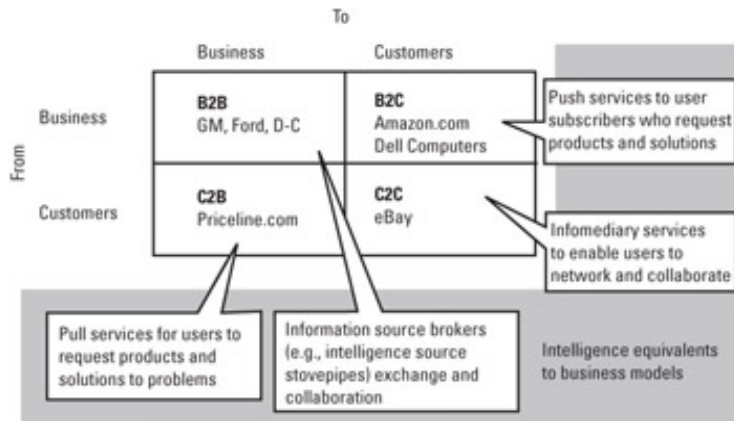 To
Business
Customers
From
Business
B2B
GM, Ford, D-C
B2C
Amazon.com
Dell Computers
Push services to user
subscribers who request
products and solutions
Customers
C2B
Priceline.com
C2C
eBay
Infomediary services
to enable users to
network and collaborate
Pull services for users to
request products and
solutions to problems
Information source brokers
(e.g., intelligence source
stovepipes) exchange and
collaboration
Intelligence equivalents
to business models